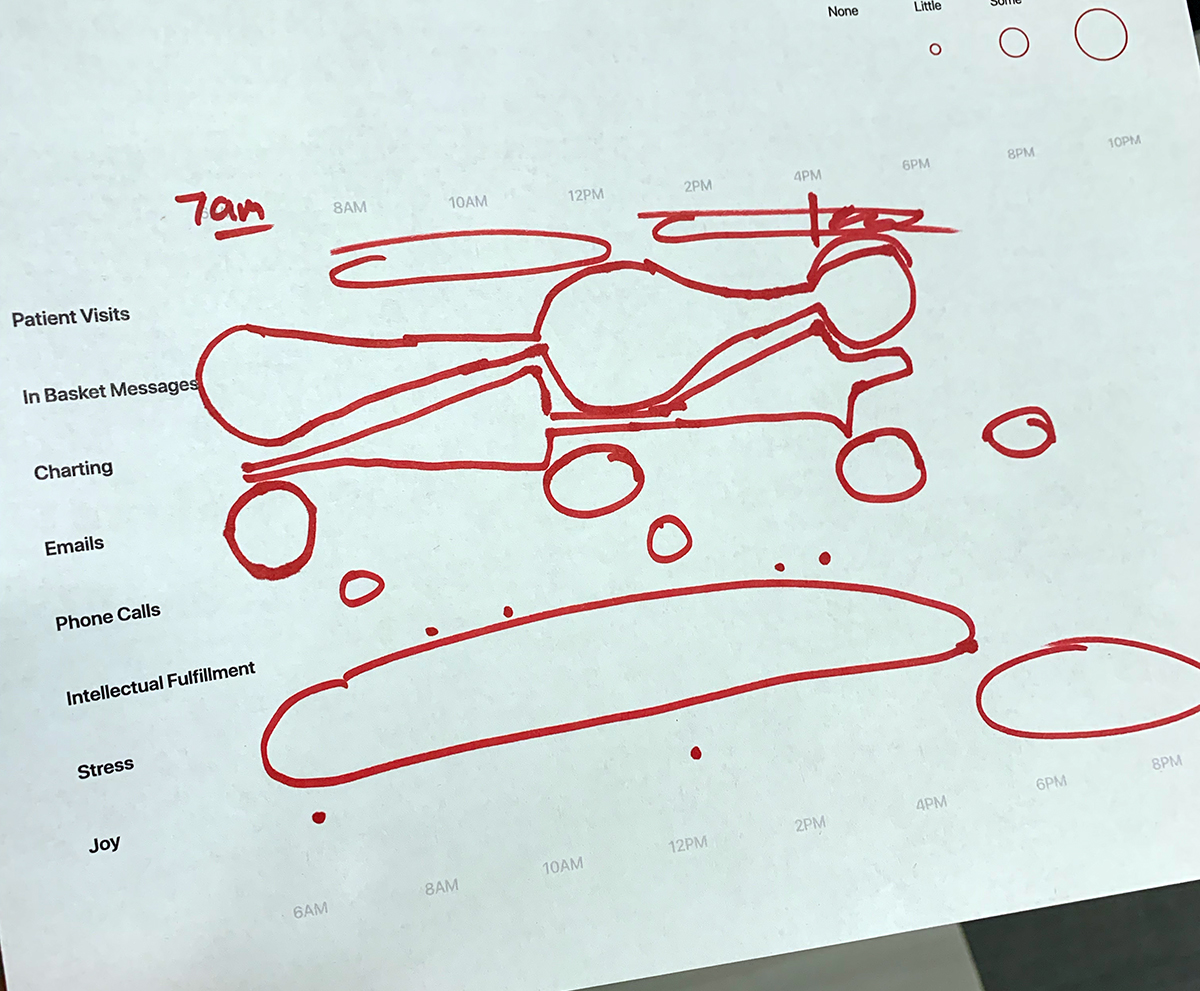 None Little Some
8AM 10AM 12PM 2PM 4PM 6PM 8PM 10PM
7am
Patient Visits
In Basket Messages
Charting
Emails
Phone Calls
Intellectual Fulfillment
Stress
Joy
6AM 8AM 10AM 12PM 2PM 4PM 6PM 8PM